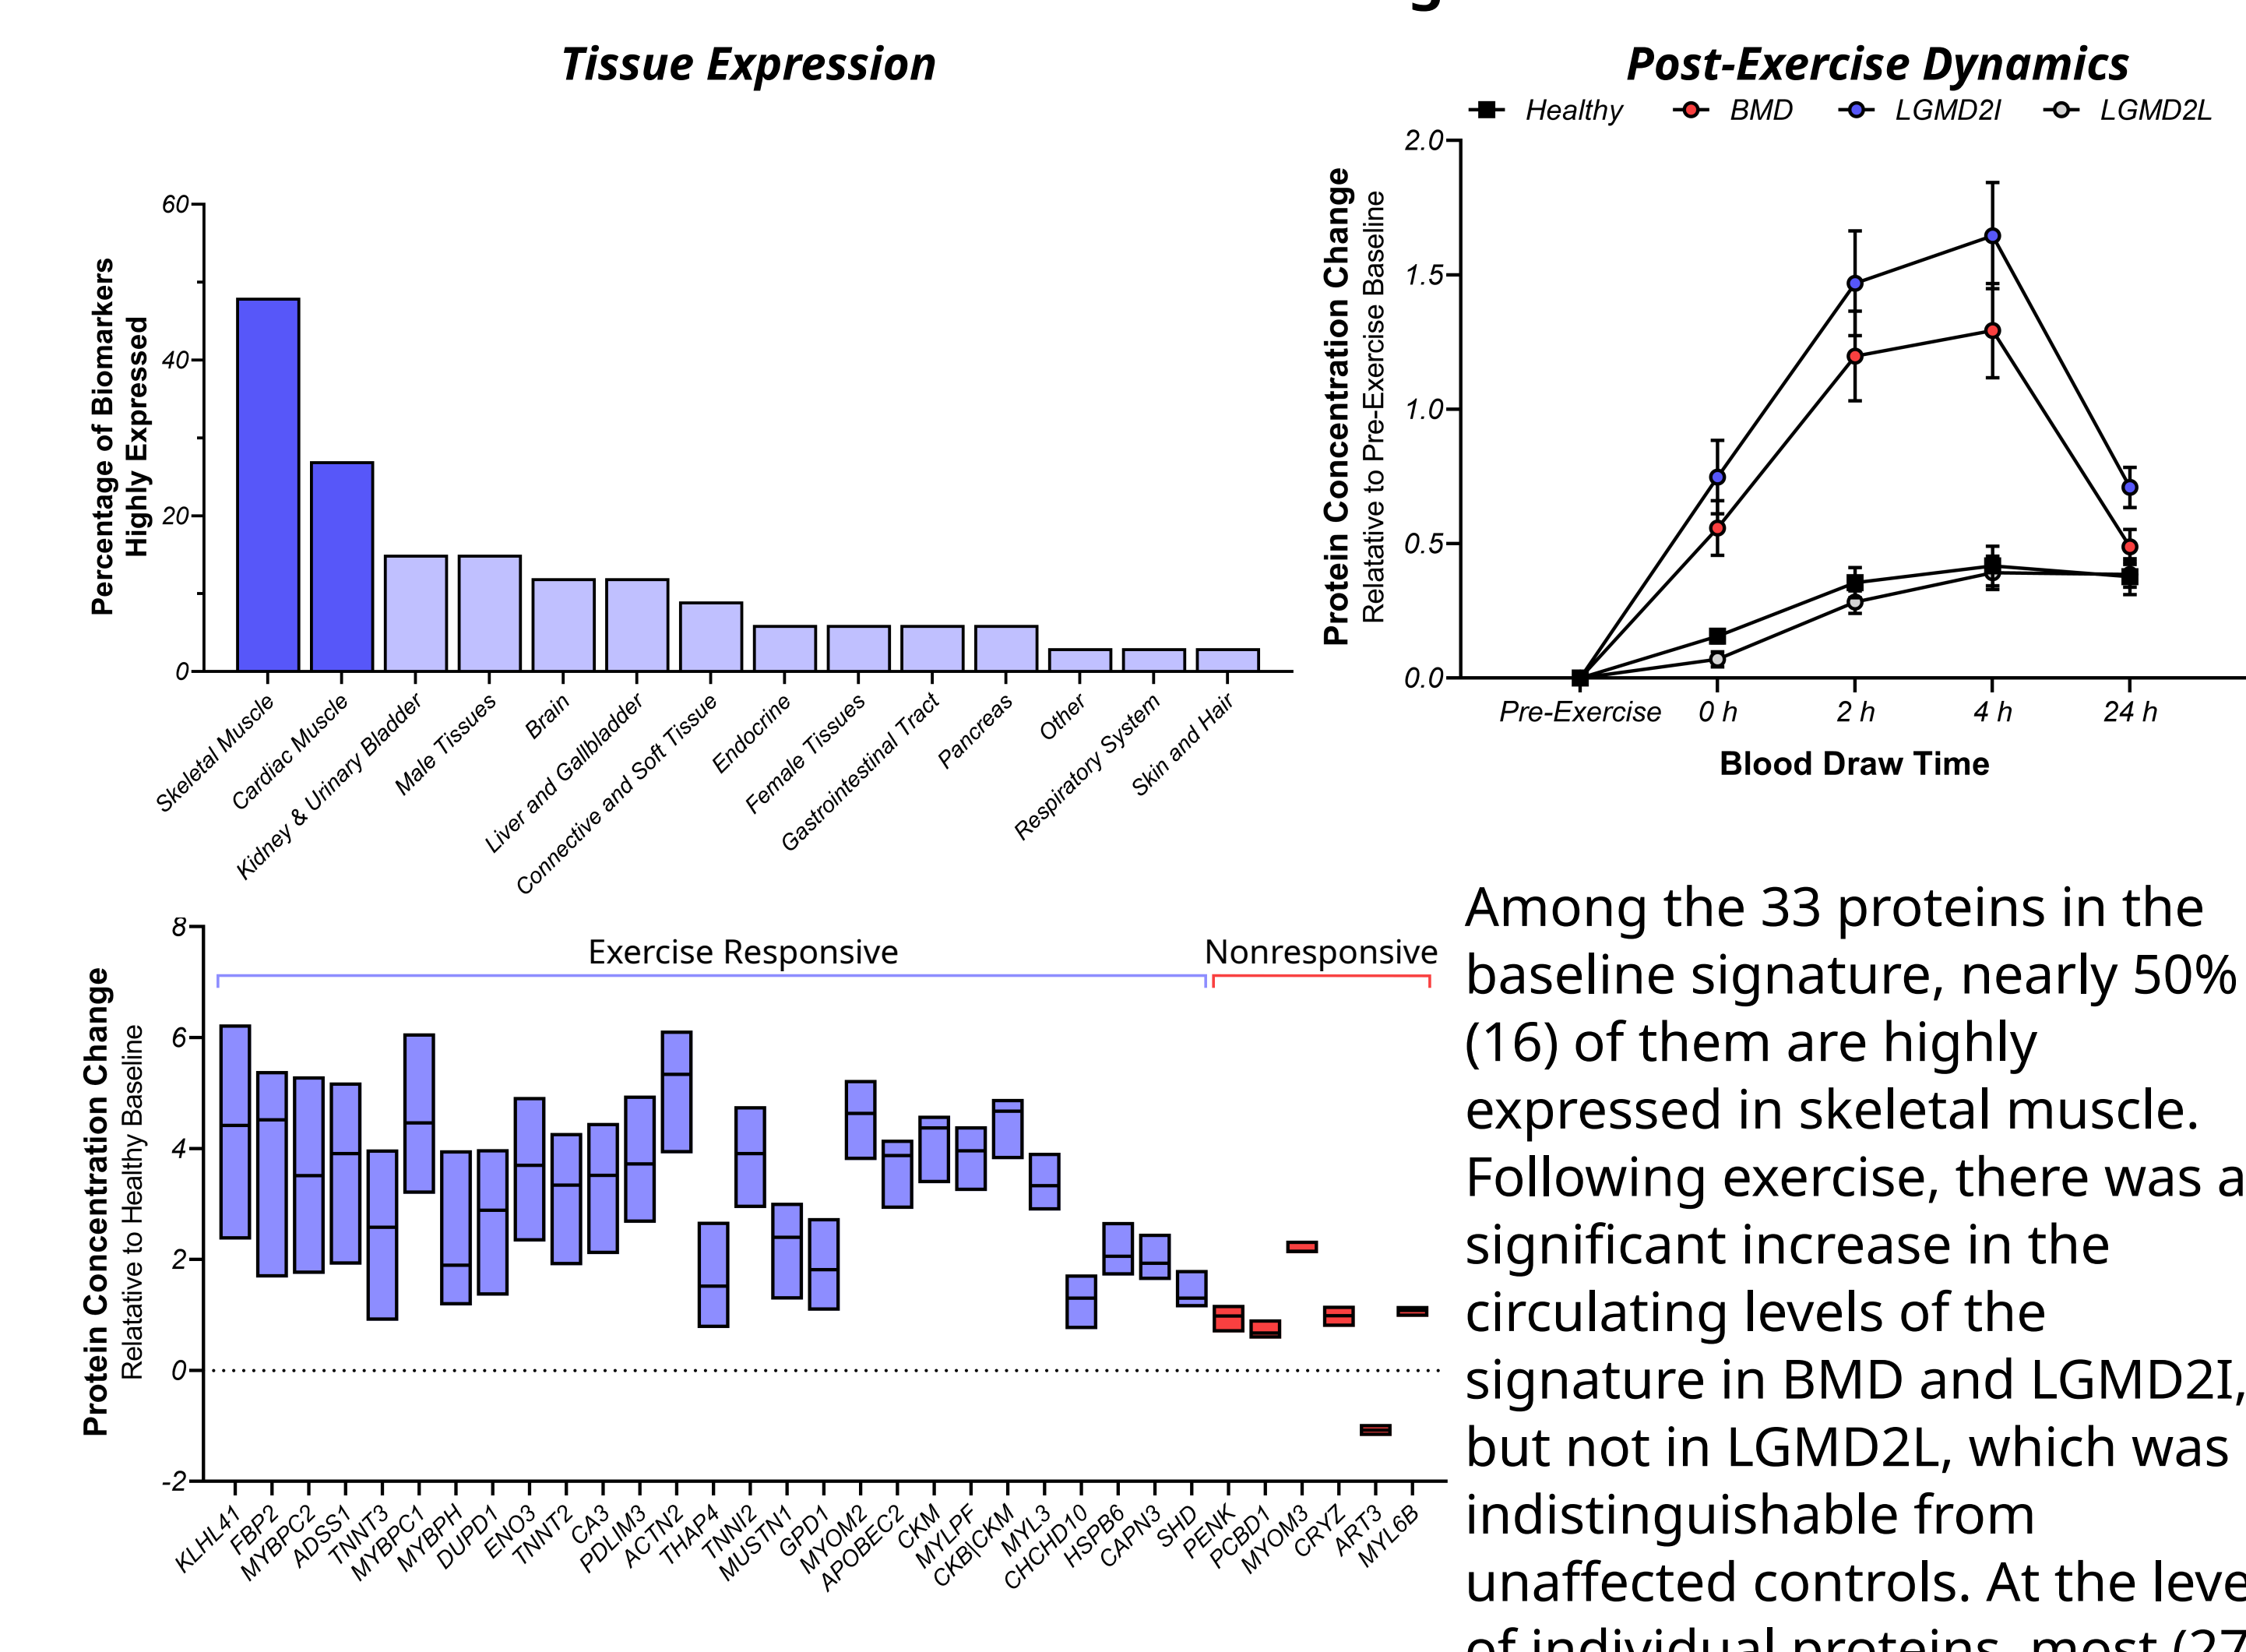 Tissue Expression
Percentage of Biomarkers
Highly Expressed
60
40
20
0
Skeletal Muscle
Cardiac Muscle
Kidney & Urinary Bladder
Male Tissues
Brain
Liver and Gallbladder
Connective and Soft Tissue
Endocrine
Female Tissues
Gastrointestinal Tract
Pancreas
Other
Respiratory System
Skin and Hair
Post-Exercise Dynamics
Healthy BMD LGMD2I LGMD2L
Protein Concentration Change
Relatative to Pre-Exercise Baseline
2.0
1.5
1.0
0.5
0.0
Pre-Exercise 0 h 2 h 4 h 24 h
Blood Draw Time
Protein Concentration Change
Relatative to Healthy Baseline
8
6
4
2
0
-2
Exercise Responsive Nonresponsive
KLHL41
FBP2
MYBPC2
ADSS1
TNNT3
MYBPC1
MYBPH
DUPD1
ENO3
TNNT2
CA3
PDLIM3
ACTN2
THAP4
TNNI2
MUSTN1
GPD1
MYOM2
APOBEC2
CKM
MYLPF
CKB|CKM
MYL3
CHCHD10
HSPB6
CAPN3
SHD
PENK
PCBD1
MYOM3
CRYZ
ART3
MYL6B
Among the 33 proteins in the
baseline signature, nearly 50%
(16) of them are highly
expressed in skeletal muscle.
Following exercise, there was a
significant increase in the
circulating levels of the
signature in BMD and LGMD2I,
but not in LGMD2L, which was
indistinguishable from
unaffected controls. At the leve
of individual proteins, most (27